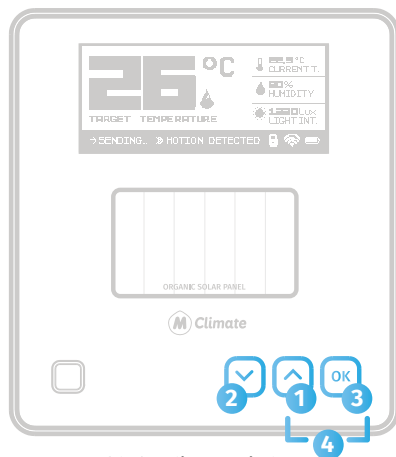 26°C
TARGET TEMPERATURE
°C
CURRENT T.
%
HUMIDITY
LUX
LIGHT INT.
SENDING... MOTION DETECTED
ORGANIC SOLAR PANEL
M Climate
OK
2 1 3
4